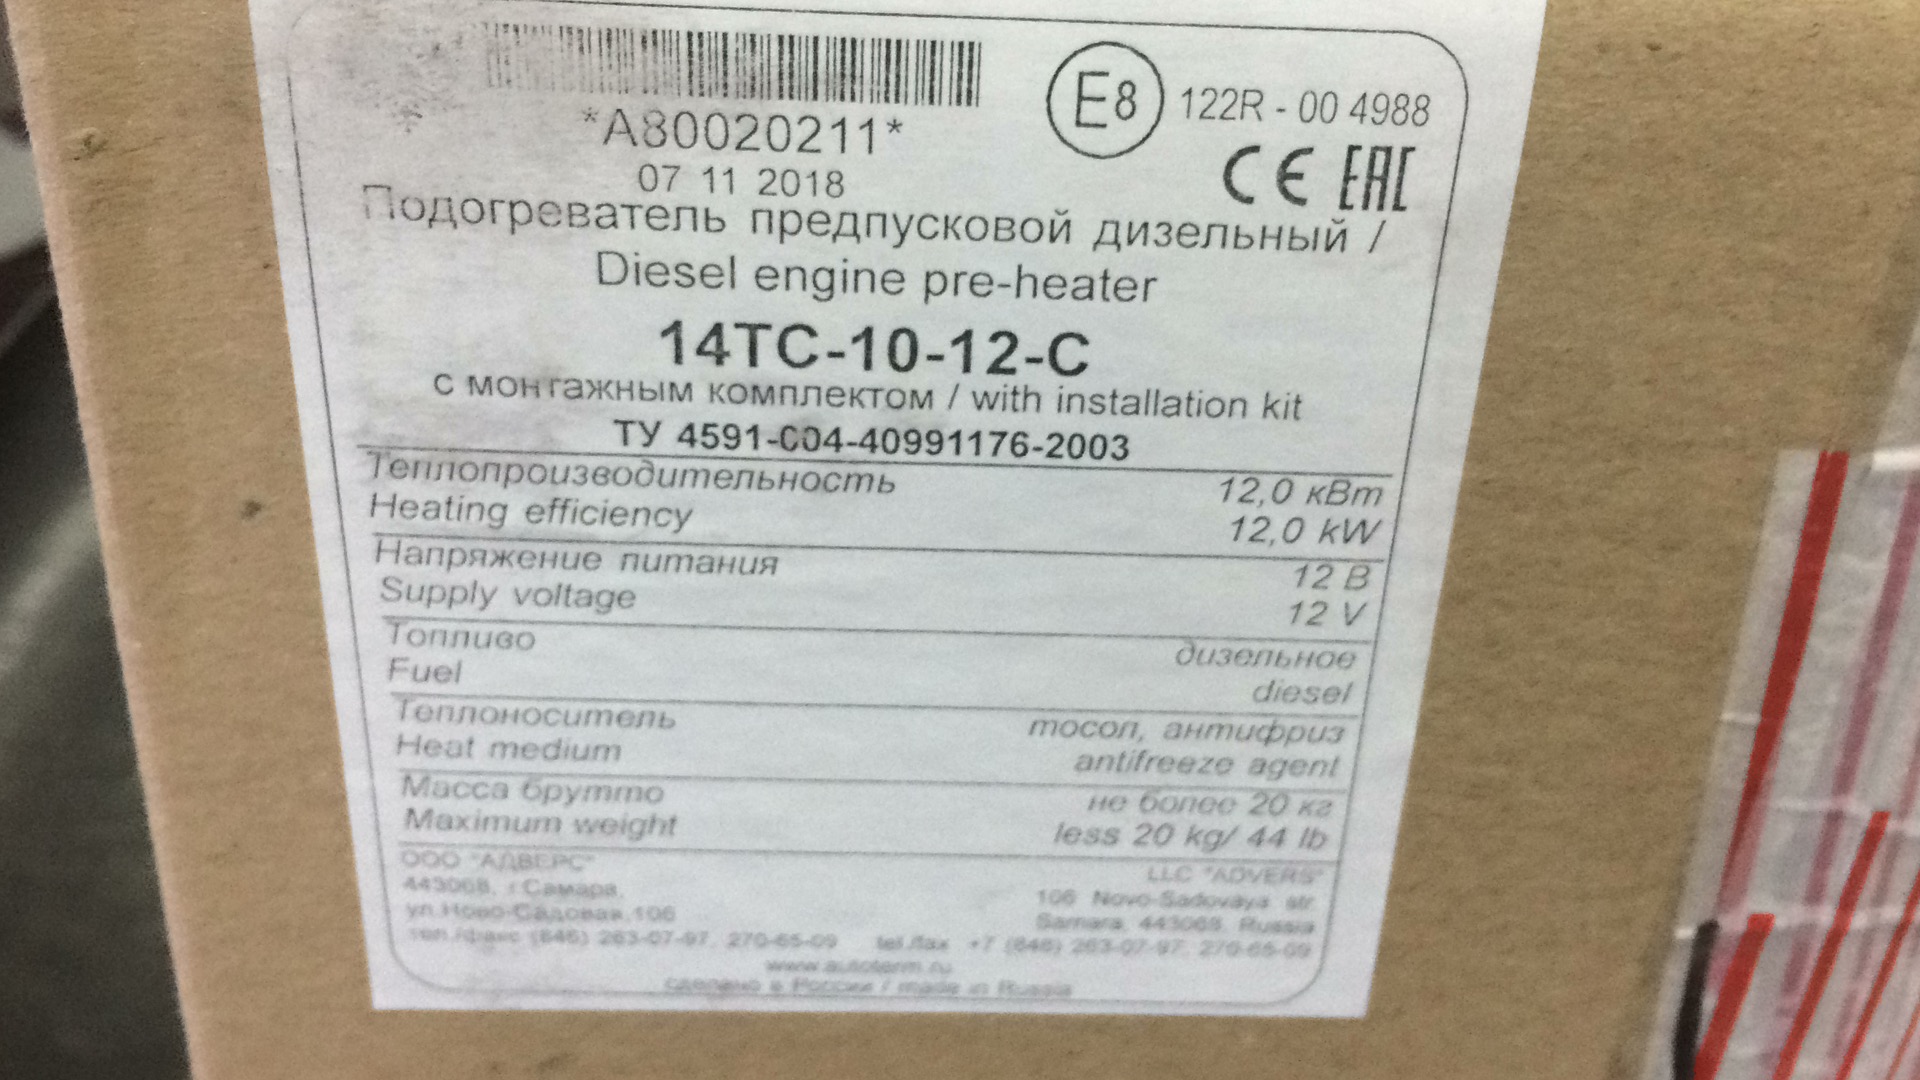 *A80020211*
07 11 2018
E8 122R - 00 4988
CE EAC
Подогреватель предпусковой дизельный /
Diesel engine pre-heater
14ТС-10-12-С
с монтажным комплектом / with installation kit
ТУ 4591-004-40991176-2003
Теплопроизводительность 12,0 кВт
Heating efficiency 12,0 kW
Напряжение питания 12 В
Supply voltage 12 V
Топливо дизельное
Fuel diesel
Теплоноситель тосол, антифриз
Heat medium antifreeze agent
Масса брутто не более 20 кг
Maximum weight less 20 kg/ 44 lb
ООО "АДВЕРС" LLC "ADVERS"
443068, г.Самара, 106 Novo-Sadovaya str
ул.Ново-Садовая,106 Samara, 443068, Russia
тел./факс (846) 263-07-97, 270-65-09 tel./fax +7 (846) 263-07-97, 270-65-09
www.autoterm.ru
сделано в России / made in Russia